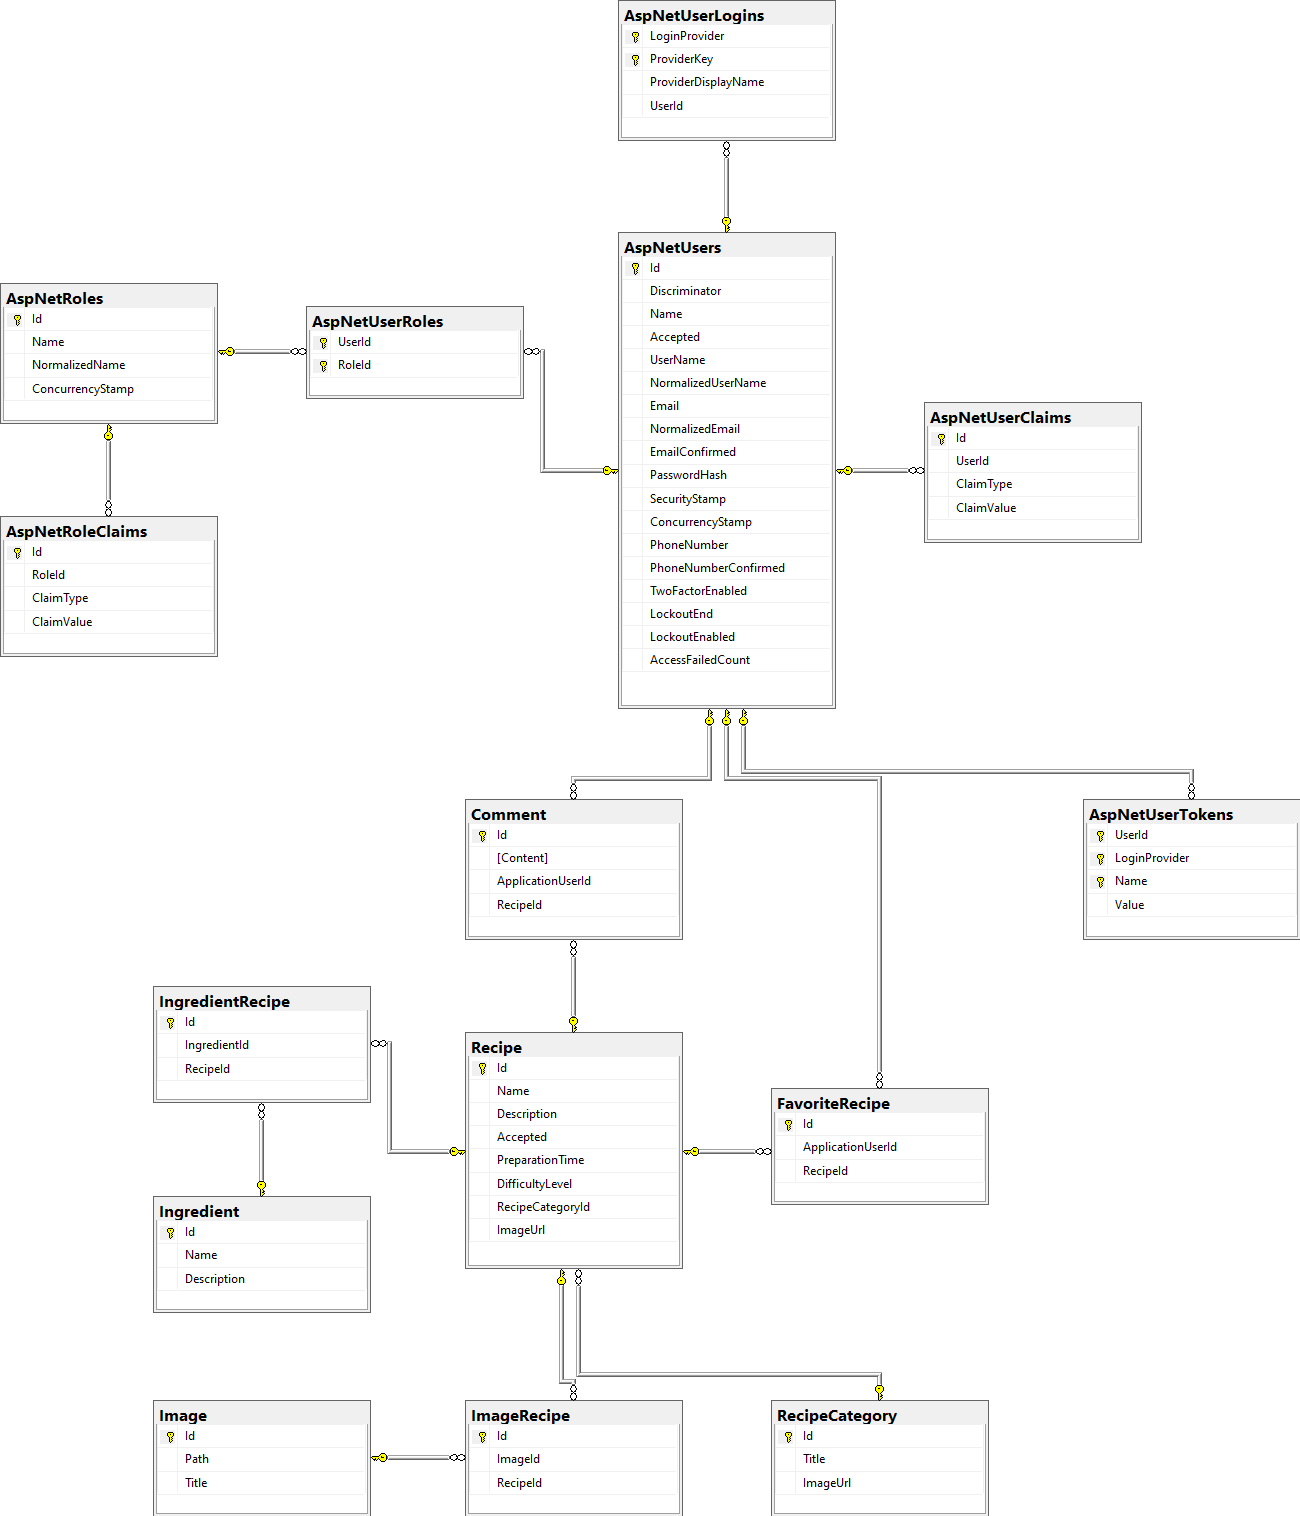 AspNetUserLogins
LoginProvider
ProviderKey
ProviderDisplayName
UserId
AspNetUsers
Id
Discriminator
Name
Accepted
UserName
NormalizedUserName
Email
NormalizedEmail
EmailConfirmed
PasswordHash
SecurityStamp
ConcurrencyStamp
PhoneNumber
PhoneNumberConfirmed
TwoFactorEnabled
LockoutEnd
LockoutEnabled
AccessFailedCount
AspNetRoles
Id
Name
NormalizedName
ConcurrencyStamp
AspNetUserRoles
UserId
RoleId
AspNetUserClaims
Id
UserId
ClaimType
ClaimValue
AspNetRoleClaims
Id
RoleId
ClaimType
ClaimValue
Comment
Id
[Content]
ApplicationUserId
RecipeId
AspNetUserTokens
UserId
LoginProvider
Name
Value
IngredientRecipe
Id
IngredientId
RecipeId
Recipe
Id
Name
Description
Accepted
PreparationTime
DifficultyLevel
RecipeCategoryId
ImageUrl
FavoriteRecipe
Id
ApplicationUserId
RecipeId
Ingredient
Id
Name
Description
Image
Id
Path
Title
ImageRecipe
Id
ImageId
RecipeId
RecipeCategory
Id
Title
ImageUrl